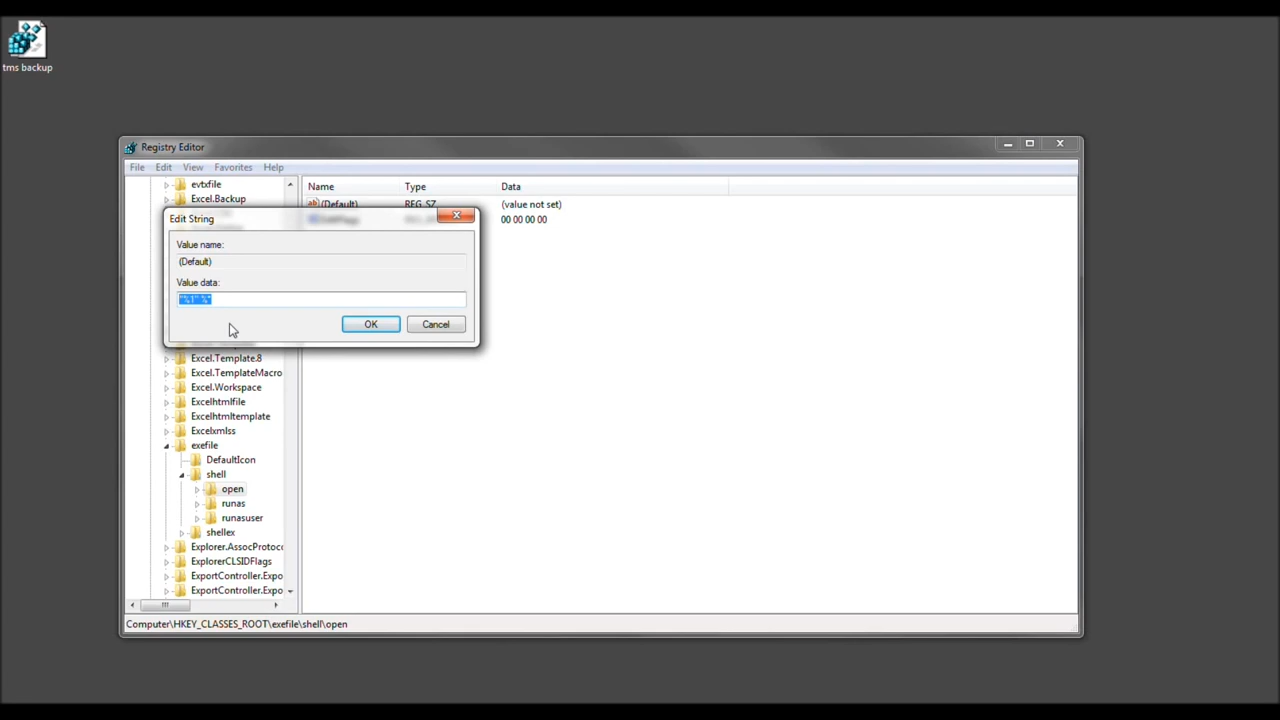 tms backup
Registry Editor
File Edit View Favorites Help
evtxfile
Excel.Backup
Name Type Data
(Default) REG_SZ (value not set)
00 00 00 00
Edit String
Value name:
(Default)
Value data:
"%1" %*
OK Cancel
Excel.Template.8
Excel.TemplateMacro
Excel.Workspace
Excelhtmlfile
Excelhtmltemplate
Excelxmlss
exefile
DefaultIcon
shell
open
runas
runasuser
shellex
Explorer.AssocProtoc
ExplorerCLSIDFlags
ExportController.Expo
ExportController.Expo
Computer\HKEY_CLASSES_ROOT\exefile\shell\open